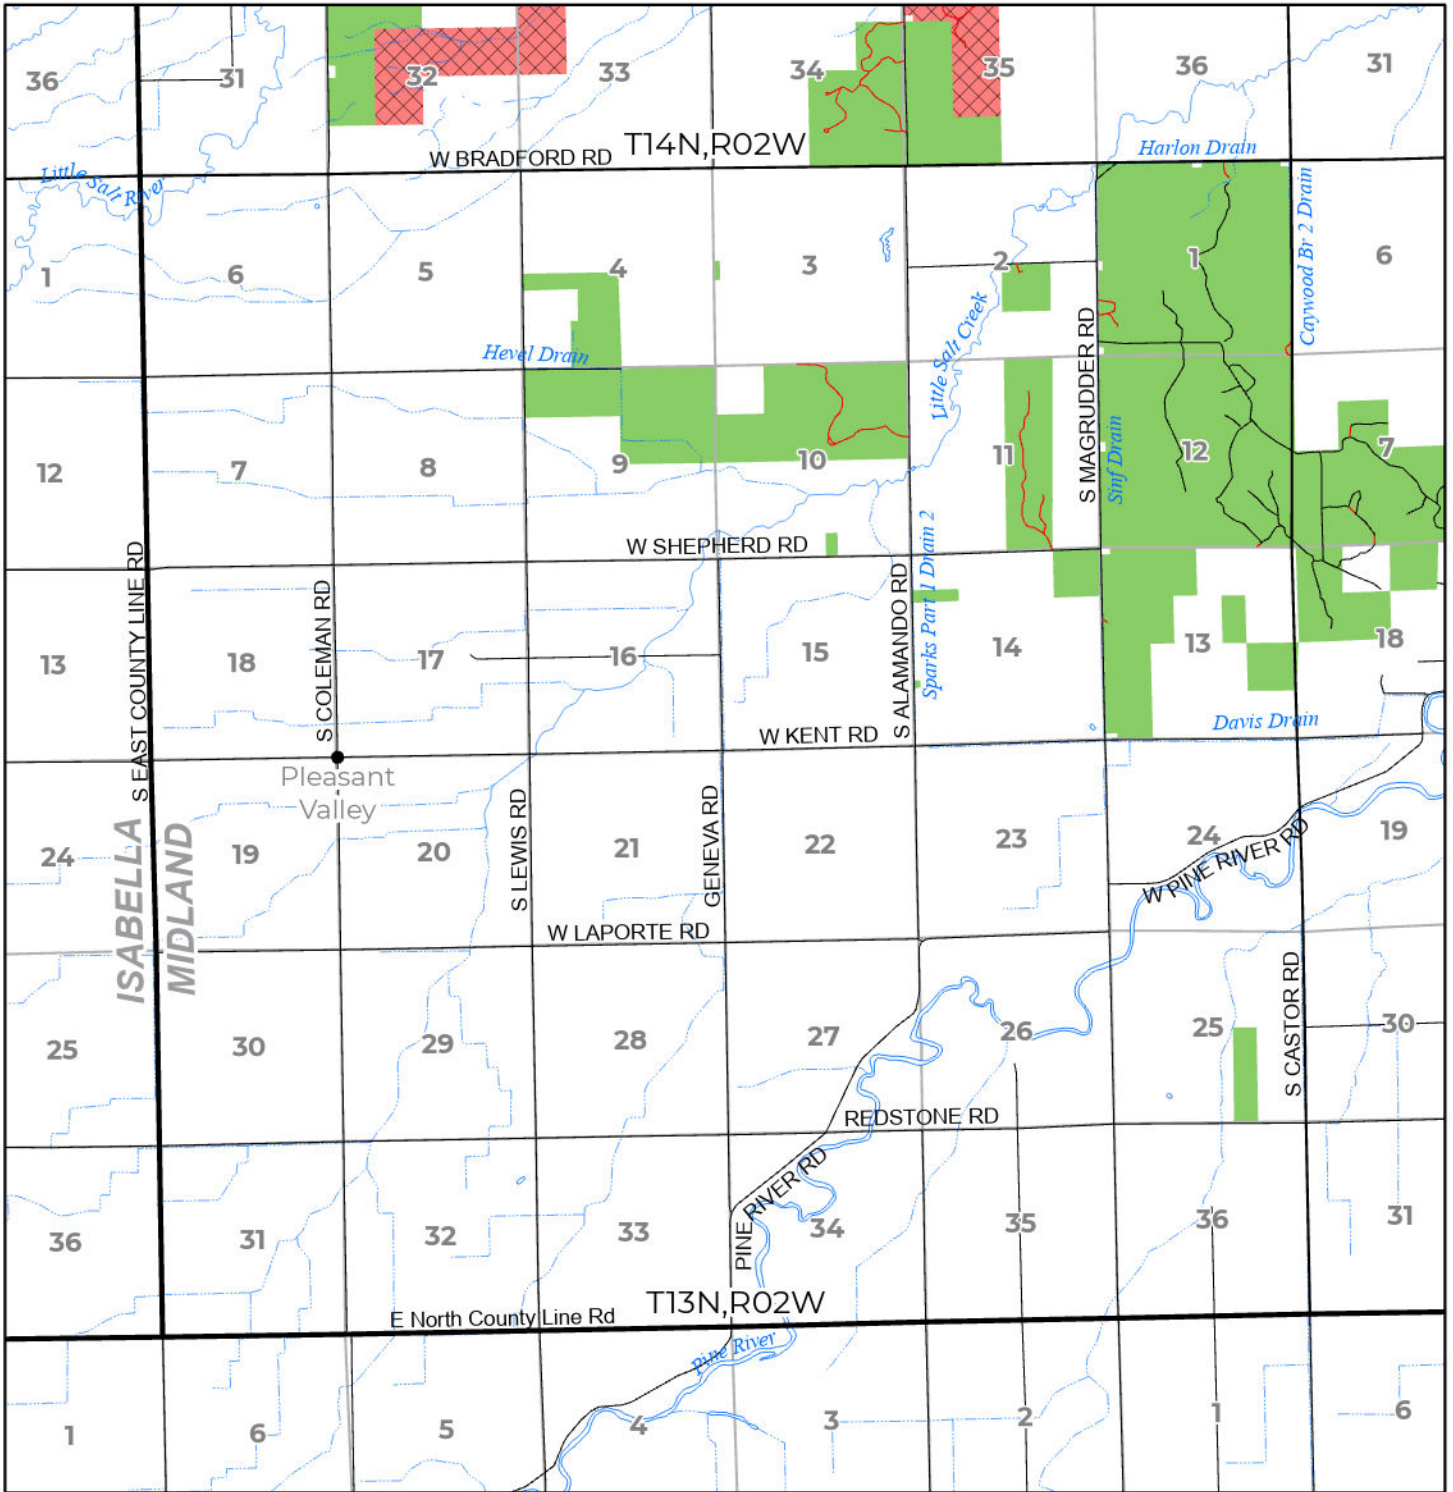 36
31
32
33
34
35
36
31
T14N,R02W
W BRADFORD RD
Harlon Drain
Little Salt River
Caywood Br 2 Drain
1
6
5
4
3
2
1
6
Little Salt Creek
S MAGRUDDER RD
Hevel Drain
12
7
8
9
10
11
12
7
Sinf Drain
W SHEPHERD RD
Sparks Part 1 Drain 2
S EAST COUNTY LINE RD
S COLEMAN RD
S ALAMANDO RD
13
18
17
16
15
14
13
18
W KENT RD
Davis Drain
Pleasant
Valley
S LEWIS RD
GENEVA RD
24
19
20
21
22
23
24
19
W PINE RIVER RD
ISABELLA
MIDLAND
W LAPORTE RD
S CASTOR RD
25
30
29
28
27
26
25
30
REDSTONE RD
PINE RIVER RD
36
31
32
33
34
35
36
31
T13N,R02W
E North County Line Rd
Pine River
1
6
5
4
3
2
1
6